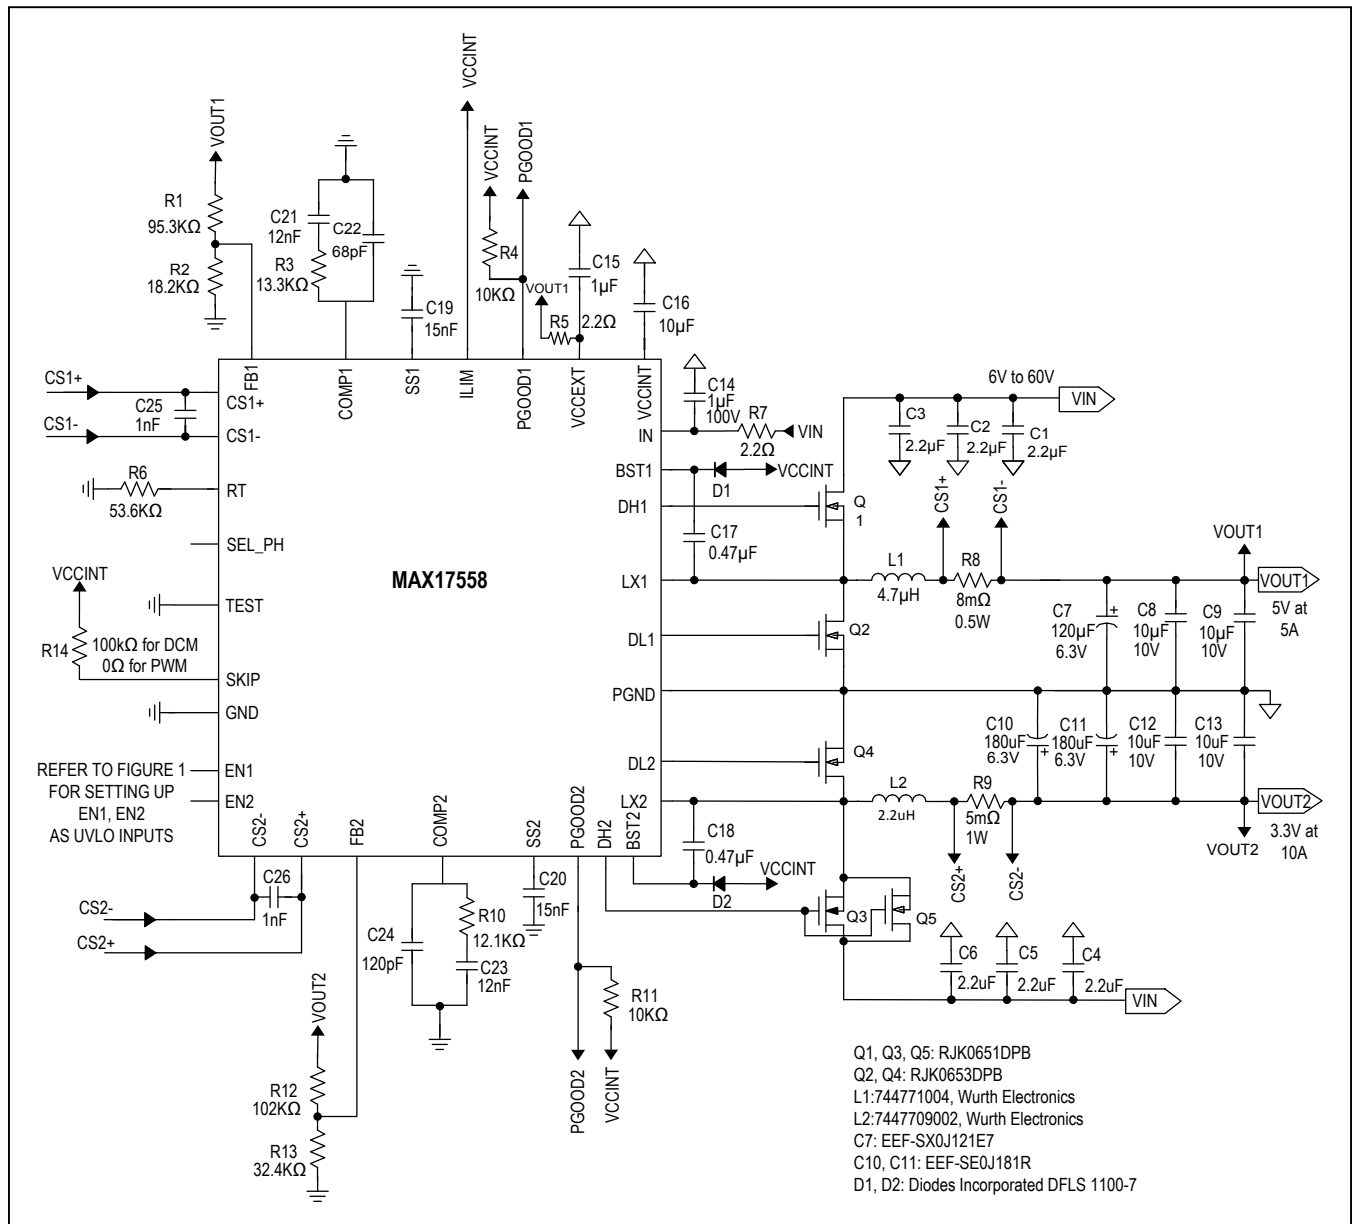 VCCINT
VOUT1
VCCINT
PGOOD1
R1
95.3KΩ
R2
18.2KΩ
C21
12nF
C22
68pF
R3
13.3KΩ
C19
15nF
R4
10KΩ
VOUT1
R5
2.2Ω
C15
1µF
C16
10µF
FB1
COMP1
SS1
ILIM
PGOOD1
VCCEXT
VCCINT
CS1+
C25
1nF
CS1-
CS1+
CS1-
R6
53.6KΩ
RT
SEL_PH
VCCINT
TEST
R14
100kΩ for DCM
0Ω for PWM
SKIP
GND
REFER TO FIGURE 1
FOR SETTING UP
EN1, EN2
AS UVLO INPUTS
EN1
EN2
MAX17558
C14
1µF
100V
R7
2.2Ω
VIN
IN
BST1
D1
VCCINT
DH1
C17
0.47µF
LX1
DL1
PGND
DL2
LX2
6V to 60V
VIN
C3
2.2µF
C2
2.2µF
C1
2.2µF
Q
1
CS1+
CS1-
L1
4.7µH
R8
8mΩ
0.5W
VOUT1
VOUT1
5V at
5A
C7
120µF
6.3V
+
C8
10µF
10V
C9
10µF
10V
Q2
C10
180uF
6.3V
+
C11
180uF
6.3V
+
C12
10uF
10V
C13
10uF
10V
Q4
L2
2.2uH
R9
5mΩ
1W
VOUT2
3.3V at
10A
VOUT2
CS2+
CS2-
CS2-
CS2+
FB2
COMP2
SS2
PGOOD2
DH2
BST2
C18
0.47µF
VCCINT
D2
Q3
Q5
C26
1nF
CS2-
CS2+
C24
120pF
R10
12.1KΩ
C23
12nF
C20
15nF
C6
2.2uF
C5
2.2uF
C4
2.2uF
VIN
VOUT2
R12
102KΩ
R13
32.4KΩ
R11
10KΩ
PGOOD2
VCCINT
Q1, Q3, Q5: RJK0651DPB
Q2, Q4: RJK0653DPB
L1:744771004, Wurth Electronics
L2:7447709002, Wurth Electronics
C7: EEF-SX0J121E7
C10, C11: EEF-SE0J181R
D1, D2: Diodes Incorporated DFLS 1100-7